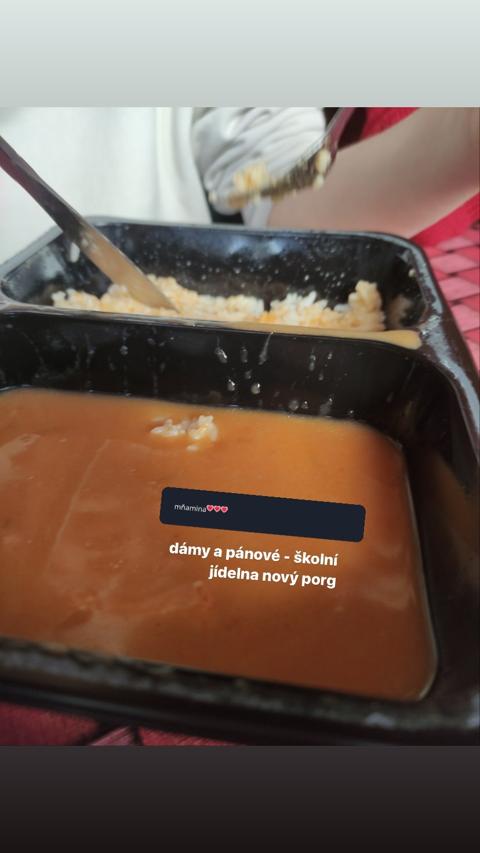 mňamina💖💖💖
dámy a pánové - školní
jídelna nový porg